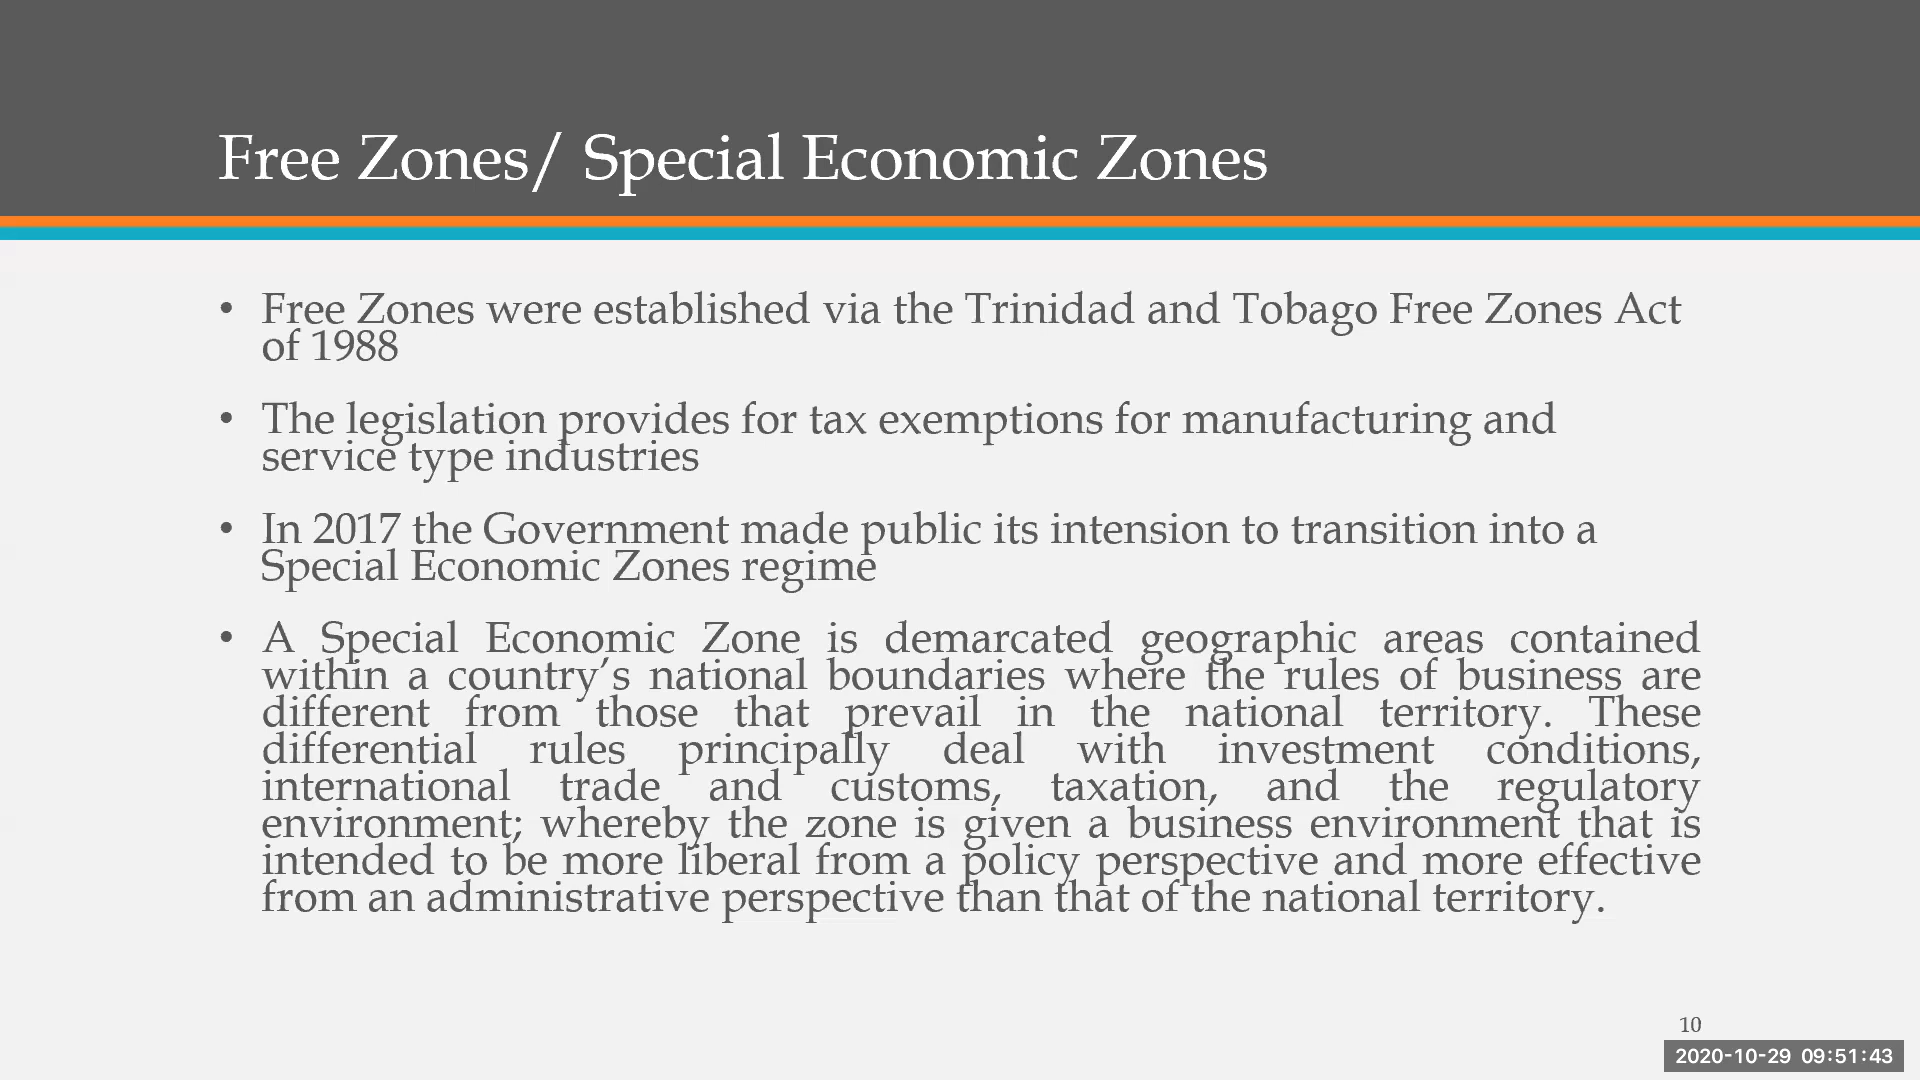 Free Zones/ Special Economic Zones
• Free Zones were established via the Trinidad and Tobago Free Zones Act
of 1988
• The legislation provides for tax exemptions for manufacturing and
service type industries
• In 2017 the Government made public its intension to transition into a
Special Economic Zones regime
• A Special Economic Zone is demarcated geographic areas contained
within a country’s national boundaries where the rules of business are
different from those that prevail in the national territory. These
differential rules principally deal with investment conditions,
international trade and customs, taxation, and the regulatory
environment; whereby the zone is given a business environment that is
intended to be more liberal from a policy perspective and more effective
from an administrative perspective than that of the national territory.
10
2020-10-29 09:51:43